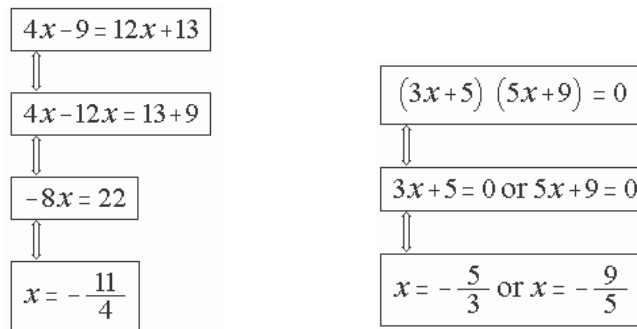 4x−9 = 12x+13
4x−12x = 13+9
−8x = 22
x = −11/4
(3x+5) (5x+9) = 0
3x+5 = 0 or 5x+9 = 0
x = −5/3 or x = −9/5